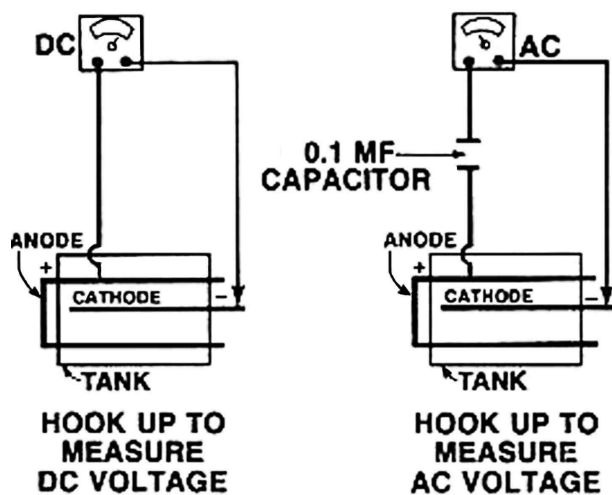 DC
ANODE
+
CATHODE
−
TANK
HOOK UP TO
MEASURE
DC VOLTAGE
AC
0.1 MF
CAPACITOR
ANODE
+
CATHODE
−
TANK
HOOK UP TO
MEASURE
AC VOLTAGE